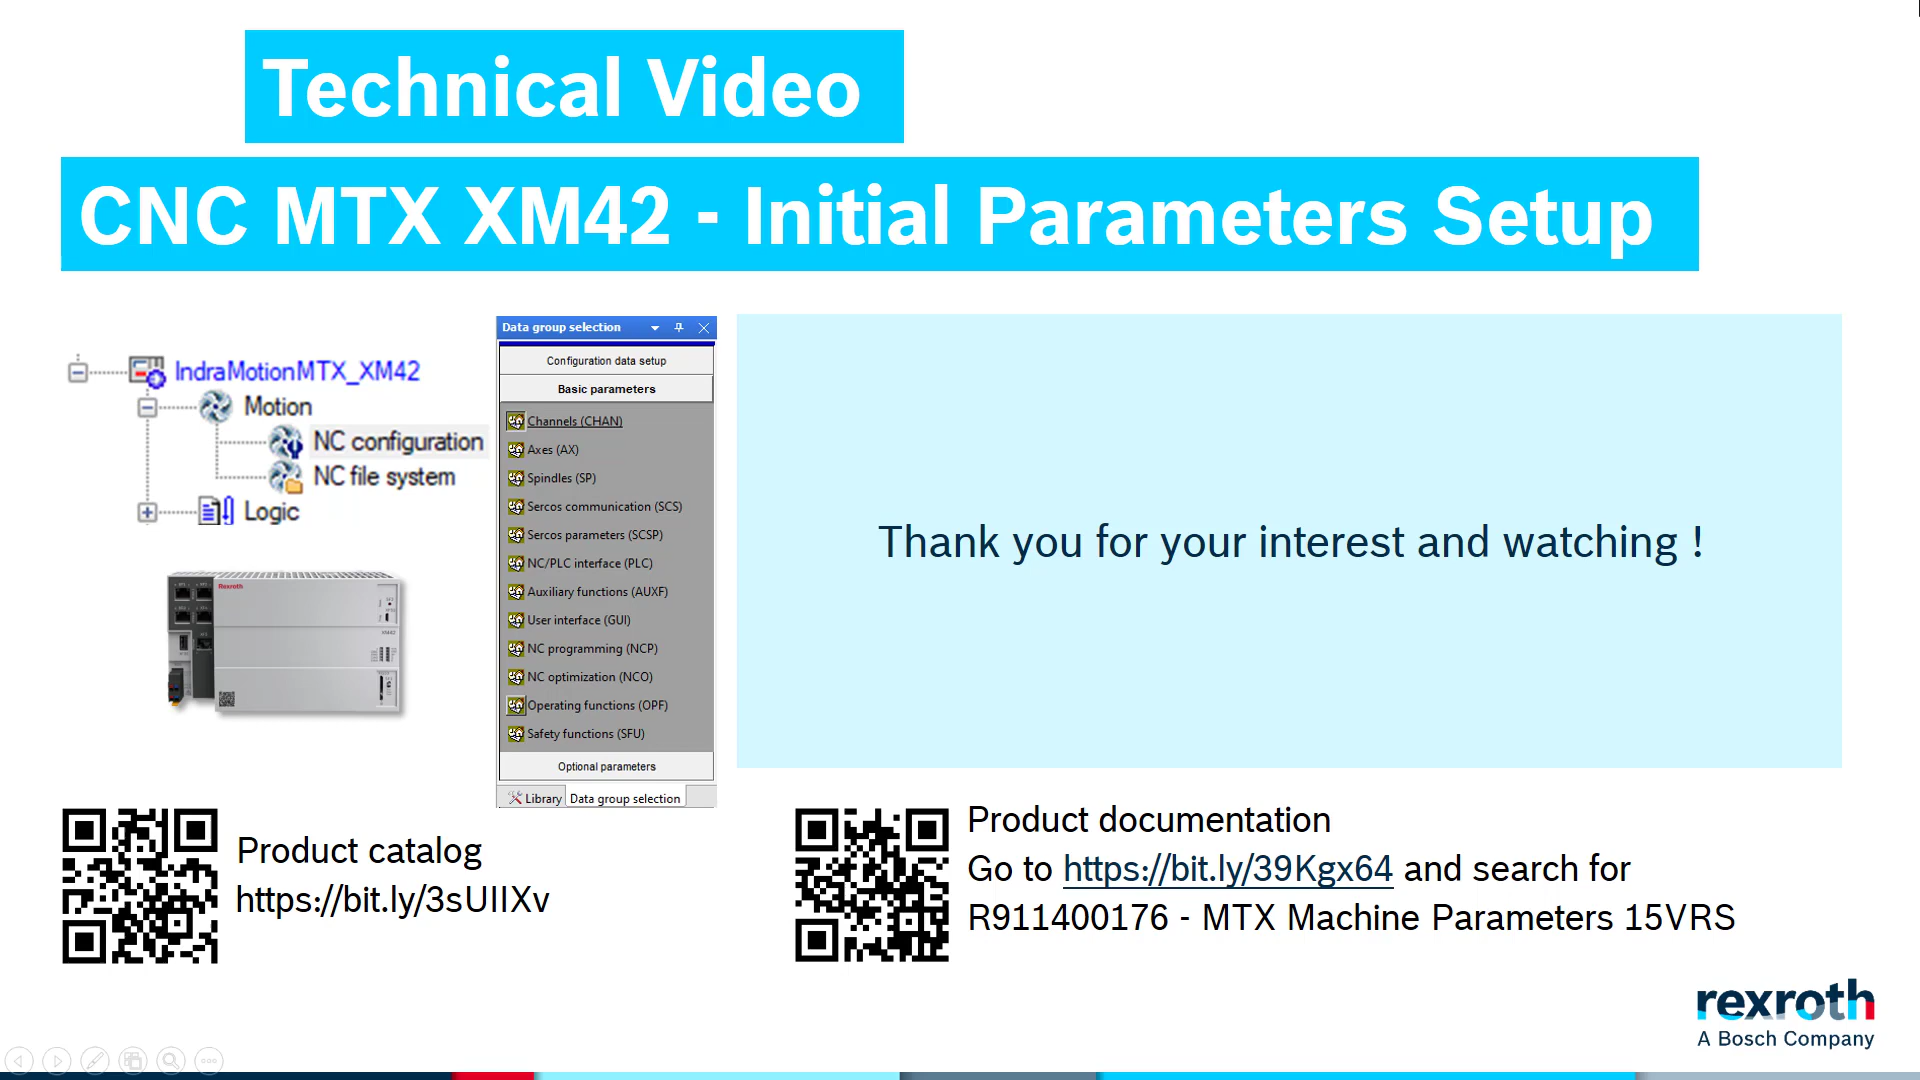 Technical Video
CNC MTX XM42 - Initial Parameters Setup
IndraMotionMTX_XM42
Motion
NC configuration
NC file system
Logic
Rexroth
XM42
Data group selection
Configuration data setup
Basic parameters
Channels (CHAN)
Axes (AX)
Spindles (SP)
Sercos communication (SCS)
Sercos parameters (SCSP)
NC/PLC interface (PLC)
Auxiliary functions (AUXF)
User interface (GUI)
NC programming (NCP)
NC optimization (NCO)
Operating functions (OPF)
Safety functions (SFU)
Optional parameters
Library
Data group selection
Thank you for your interest and watching !
Product catalog
https://bit.ly/3sUIIXv
Product documentation
Go to https://bit.ly/39Kgx64 and search for
R911400176 - MTX Machine Parameters 15VRS
rexroth
A Bosch Company